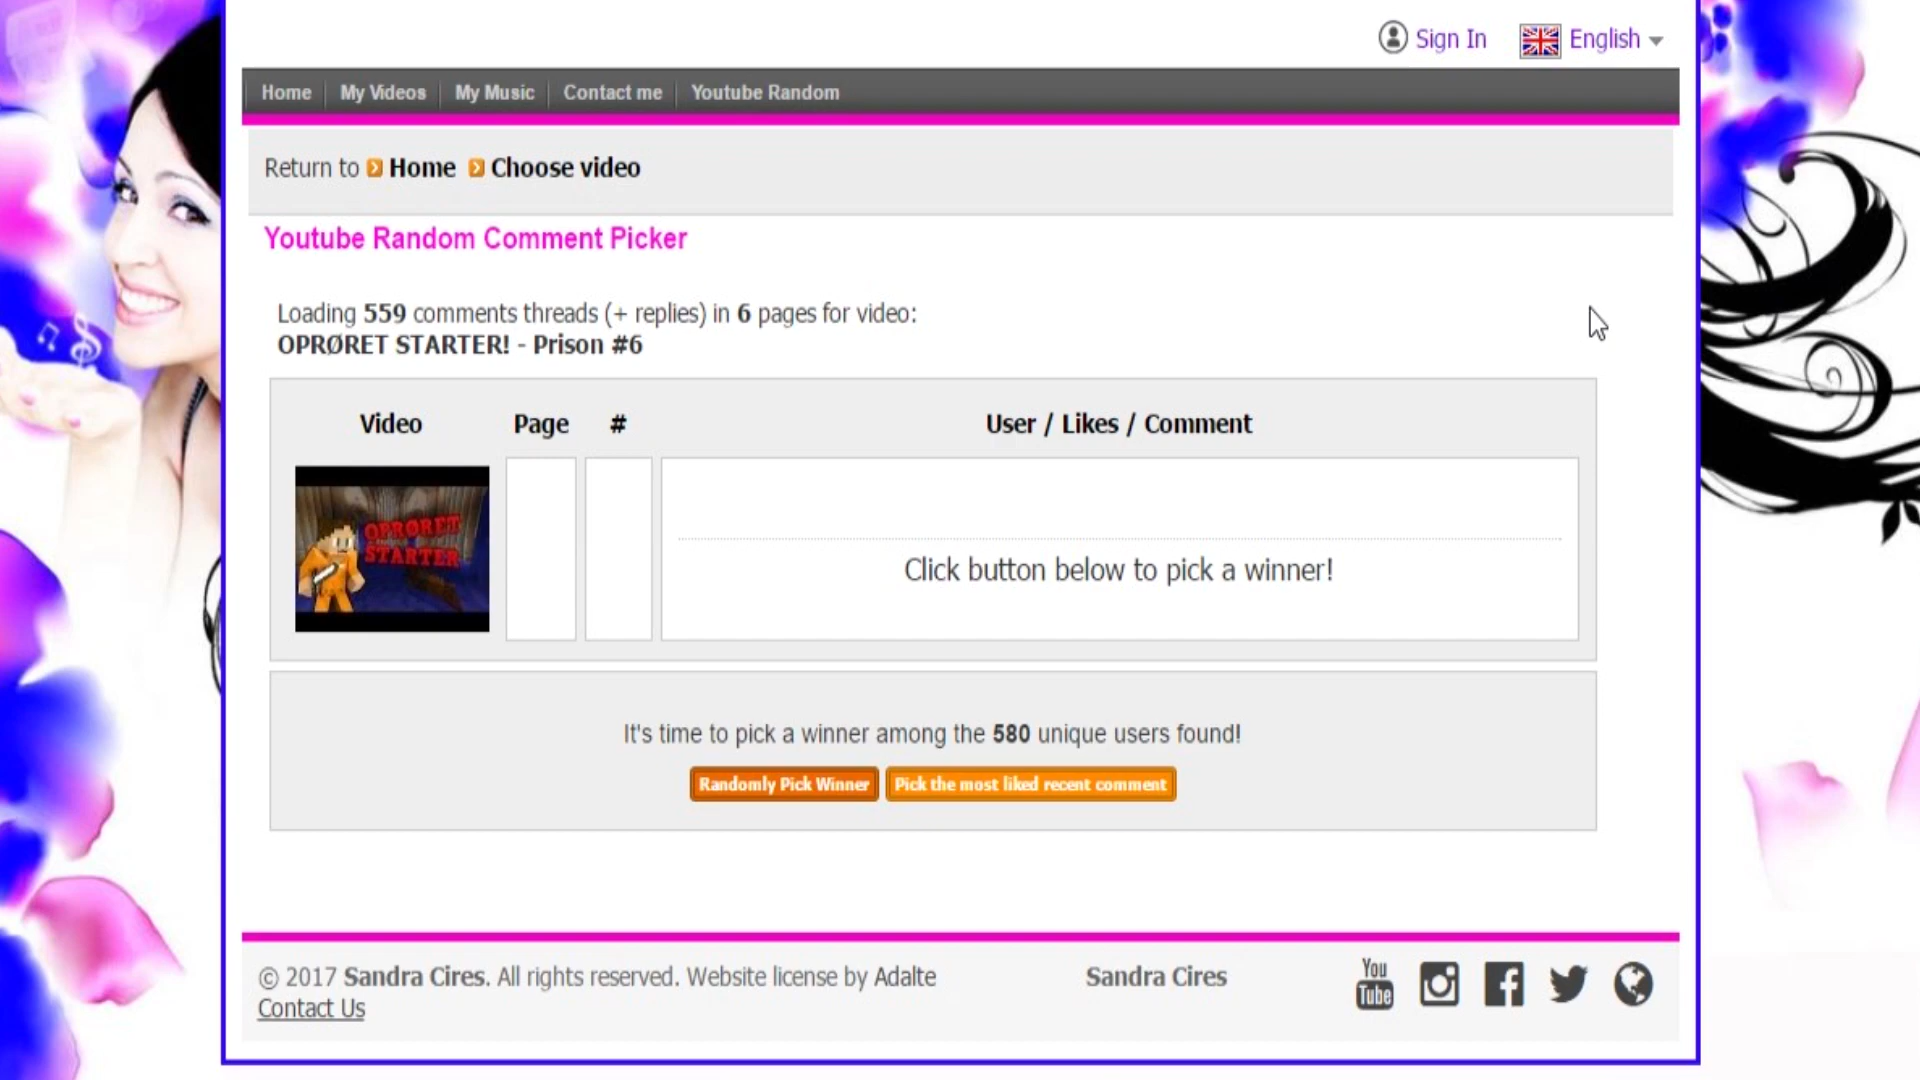 Sign In English
Home My Videos My Music Contact me Youtube Random
Return to Home Choose video
Youtube Random Comment Picker
Loading 559 comments threads (+ replies) in 6 pages for video:
OPRØRET STARTER! - Prison #6
Video Page # User / Likes / Comment
OPRØRET
STARTER
Click button below to pick a winner!
It's time to pick a winner among the 580 unique users found!
Randomly Pick Winner Pick the most liked recent comment
© 2017 Sandra Cires. All rights reserved. Website license by Adalte
Contact Us
Sandra Cires
You
Tube